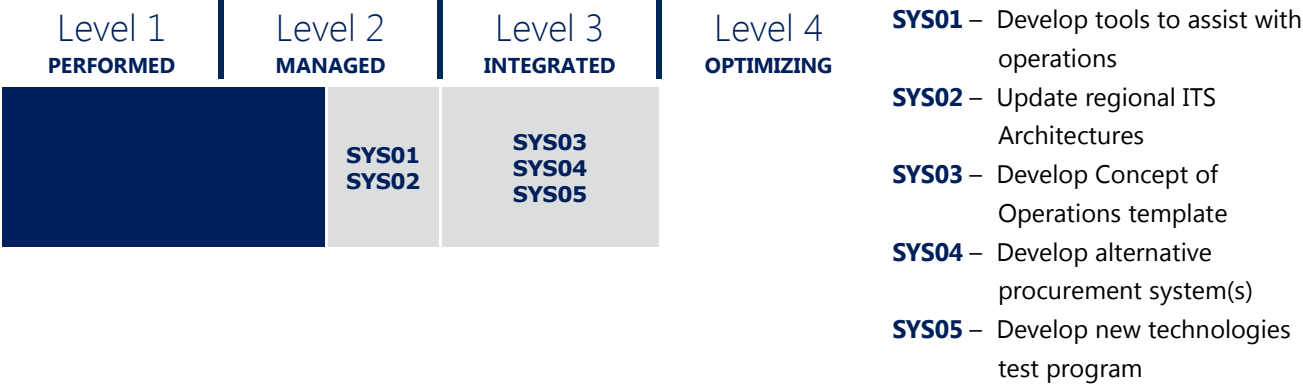 Level 1
PERFORMED
Level 2
MANAGED
Level 3
INTEGRATED
Level 4
OPTIMIZING
SYS01
SYS02
SYS03
SYS04
SYS05
SYS01 – Develop tools to assist with
operations
SYS02 – Update regional ITS
Architectures
SYS03 – Develop Concept of
Operations template
SYS04 – Develop alternative
procurement system(s)
SYS05 – Develop new technologies
test program